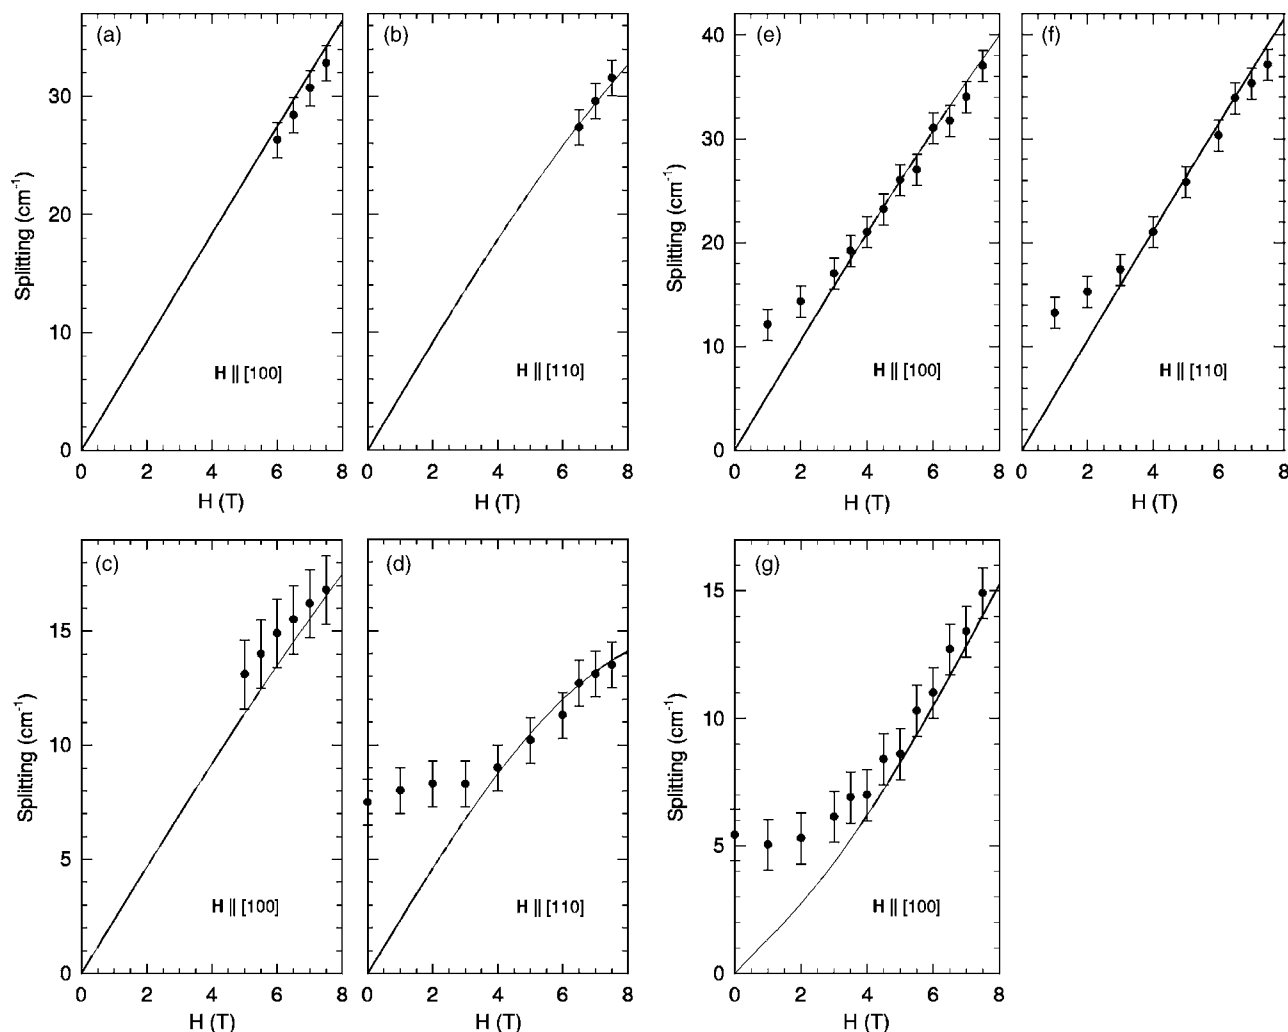 (a)
(b)
(e)
(f)
Splitting (cm-1)
30
20
10
0
H || [100]
H || [110]
0 2 4 6 8
0 2 4 6 8
H (T)
H (T)
Splitting (cm-1)
40
30
20
10
0
H || [100]
H || [110]
0 2 4 6 8
0 2 4 6 8
H (T)
H (T)
(c)
(d)
(g)
Splitting (cm-1)
15
10
5
0
H || [100]
H || [110]
0 2 4 6 8
0 2 4 6 8
H (T)
H (T)
Splitting (cm-1)
15
10
5
0
H || [100]
0 2 4 6 8
H (T)